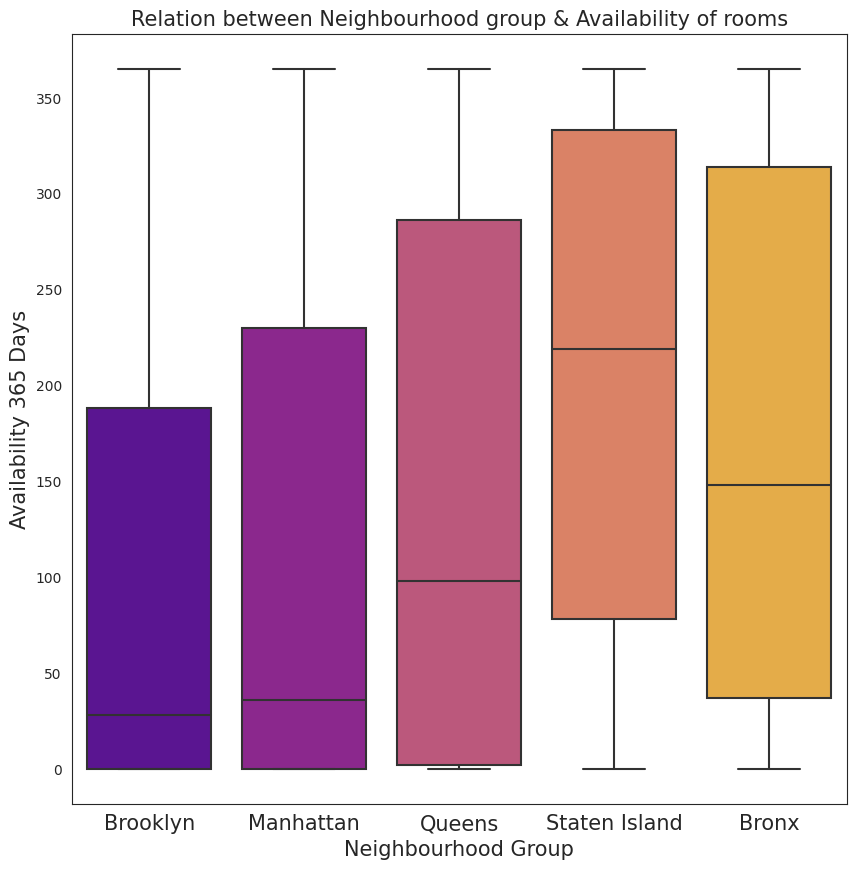 Relation between Neighbourhood group & Availability of rooms
350
300
250
200
150
100
50
0
Availability 365 Days
Brooklyn Manhattan Queens Staten Island Bronx
Neighbourhood Group